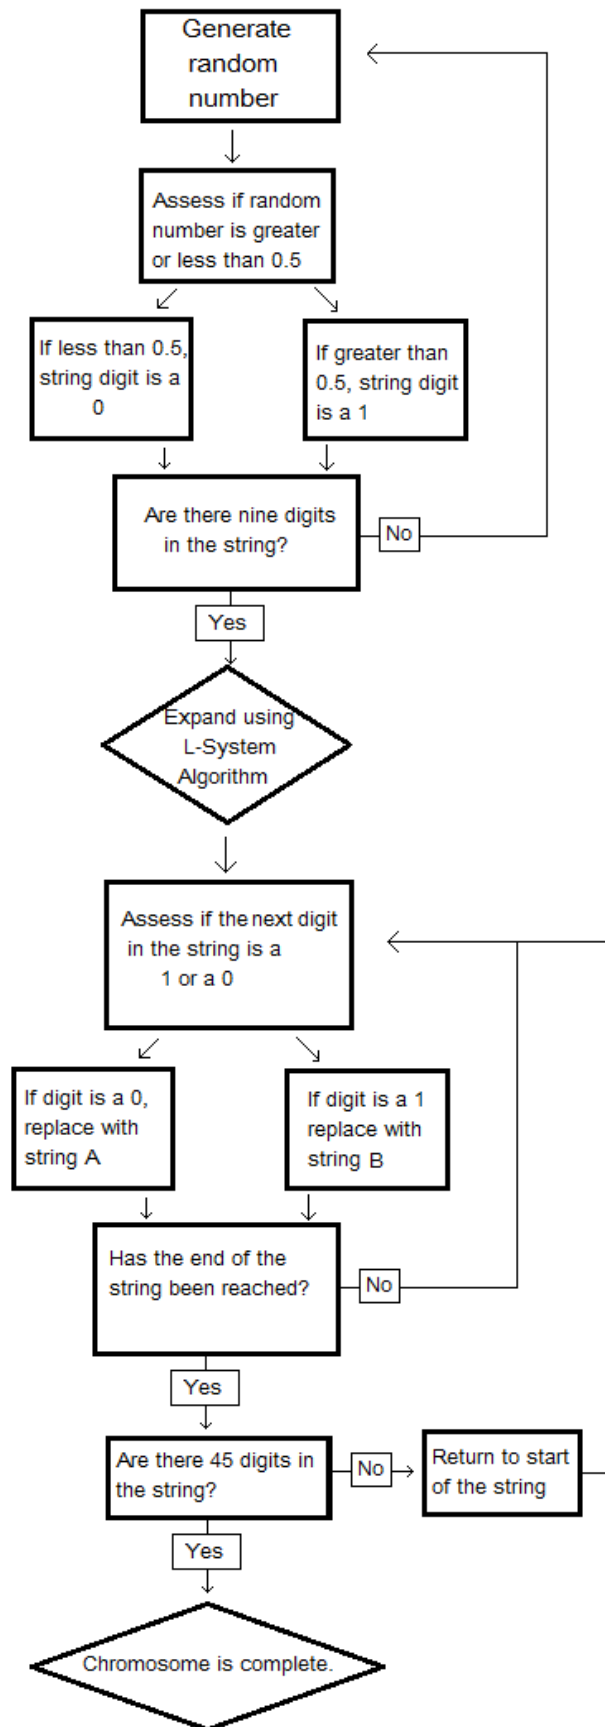 Generate
random
number
Assess if random
number is greater
or less than 0.5
If less than 0.5,
string digit is a
0
If greater than
0.5, string digit
is a 1
Are there nine digits
in the string?
No
Yes
Expand using
L-System
Algorithm
Assess if the next digit
in the string is a
1 or a 0
If digit is a 0,
replace with
string A
If digit is a 1
replace with
string B
Has the end of the
string been reached?
No
Yes
Are there 45 digits in
the string?
No
Return to start
of the string
Yes
Chromosome is complete.